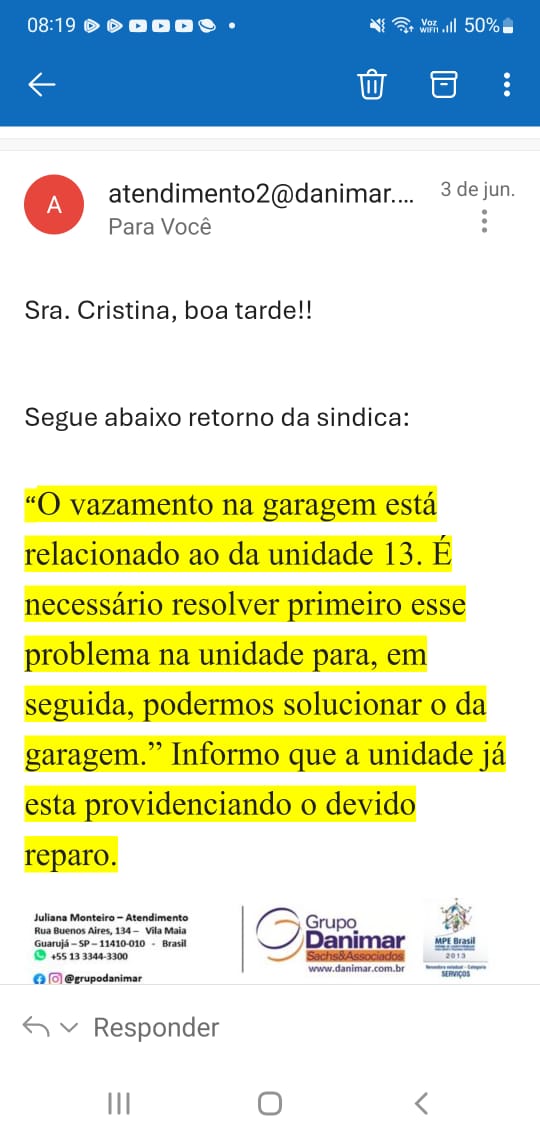 08:19
Voz
WiFi
50%
atendimento2@danimar....
3 de jun.
A
Para Você
Sra. Cristina, boa tarde!!
Segue abaixo retorno da sindica:
“O vazamento na garagem está
relacionado ao da unidade 13. É
necessário resolver primeiro esse
problema na unidade para, em
seguida, podermos solucionar o da
garagem.” Informo que a unidade já
esta providenciando o devido
reparo.
Juliana Monteiro – Atendimento
Rua Buenos Aires, 134 – Vila Maia
Guarujá – SP – 11410-010 - Brasil
+55 13 3344-3300
@grupodanimar
Grupo
Danimar
Sachs&Associados
www.danimar.com.br
MPE Brasil
2013
SERVIÇOS
Responder